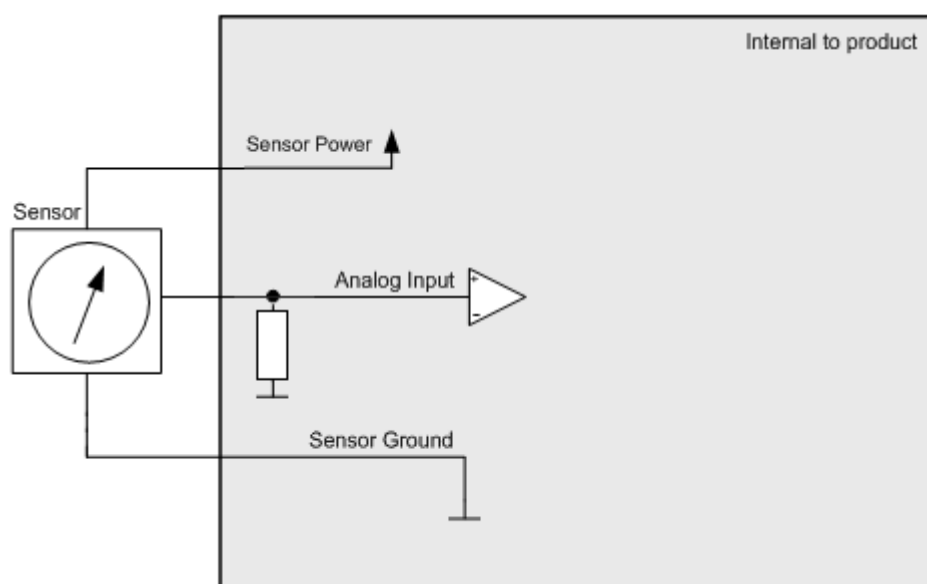 Internal to product
Sensor Power
Sensor
Analog Input
+
-
Sensor Ground